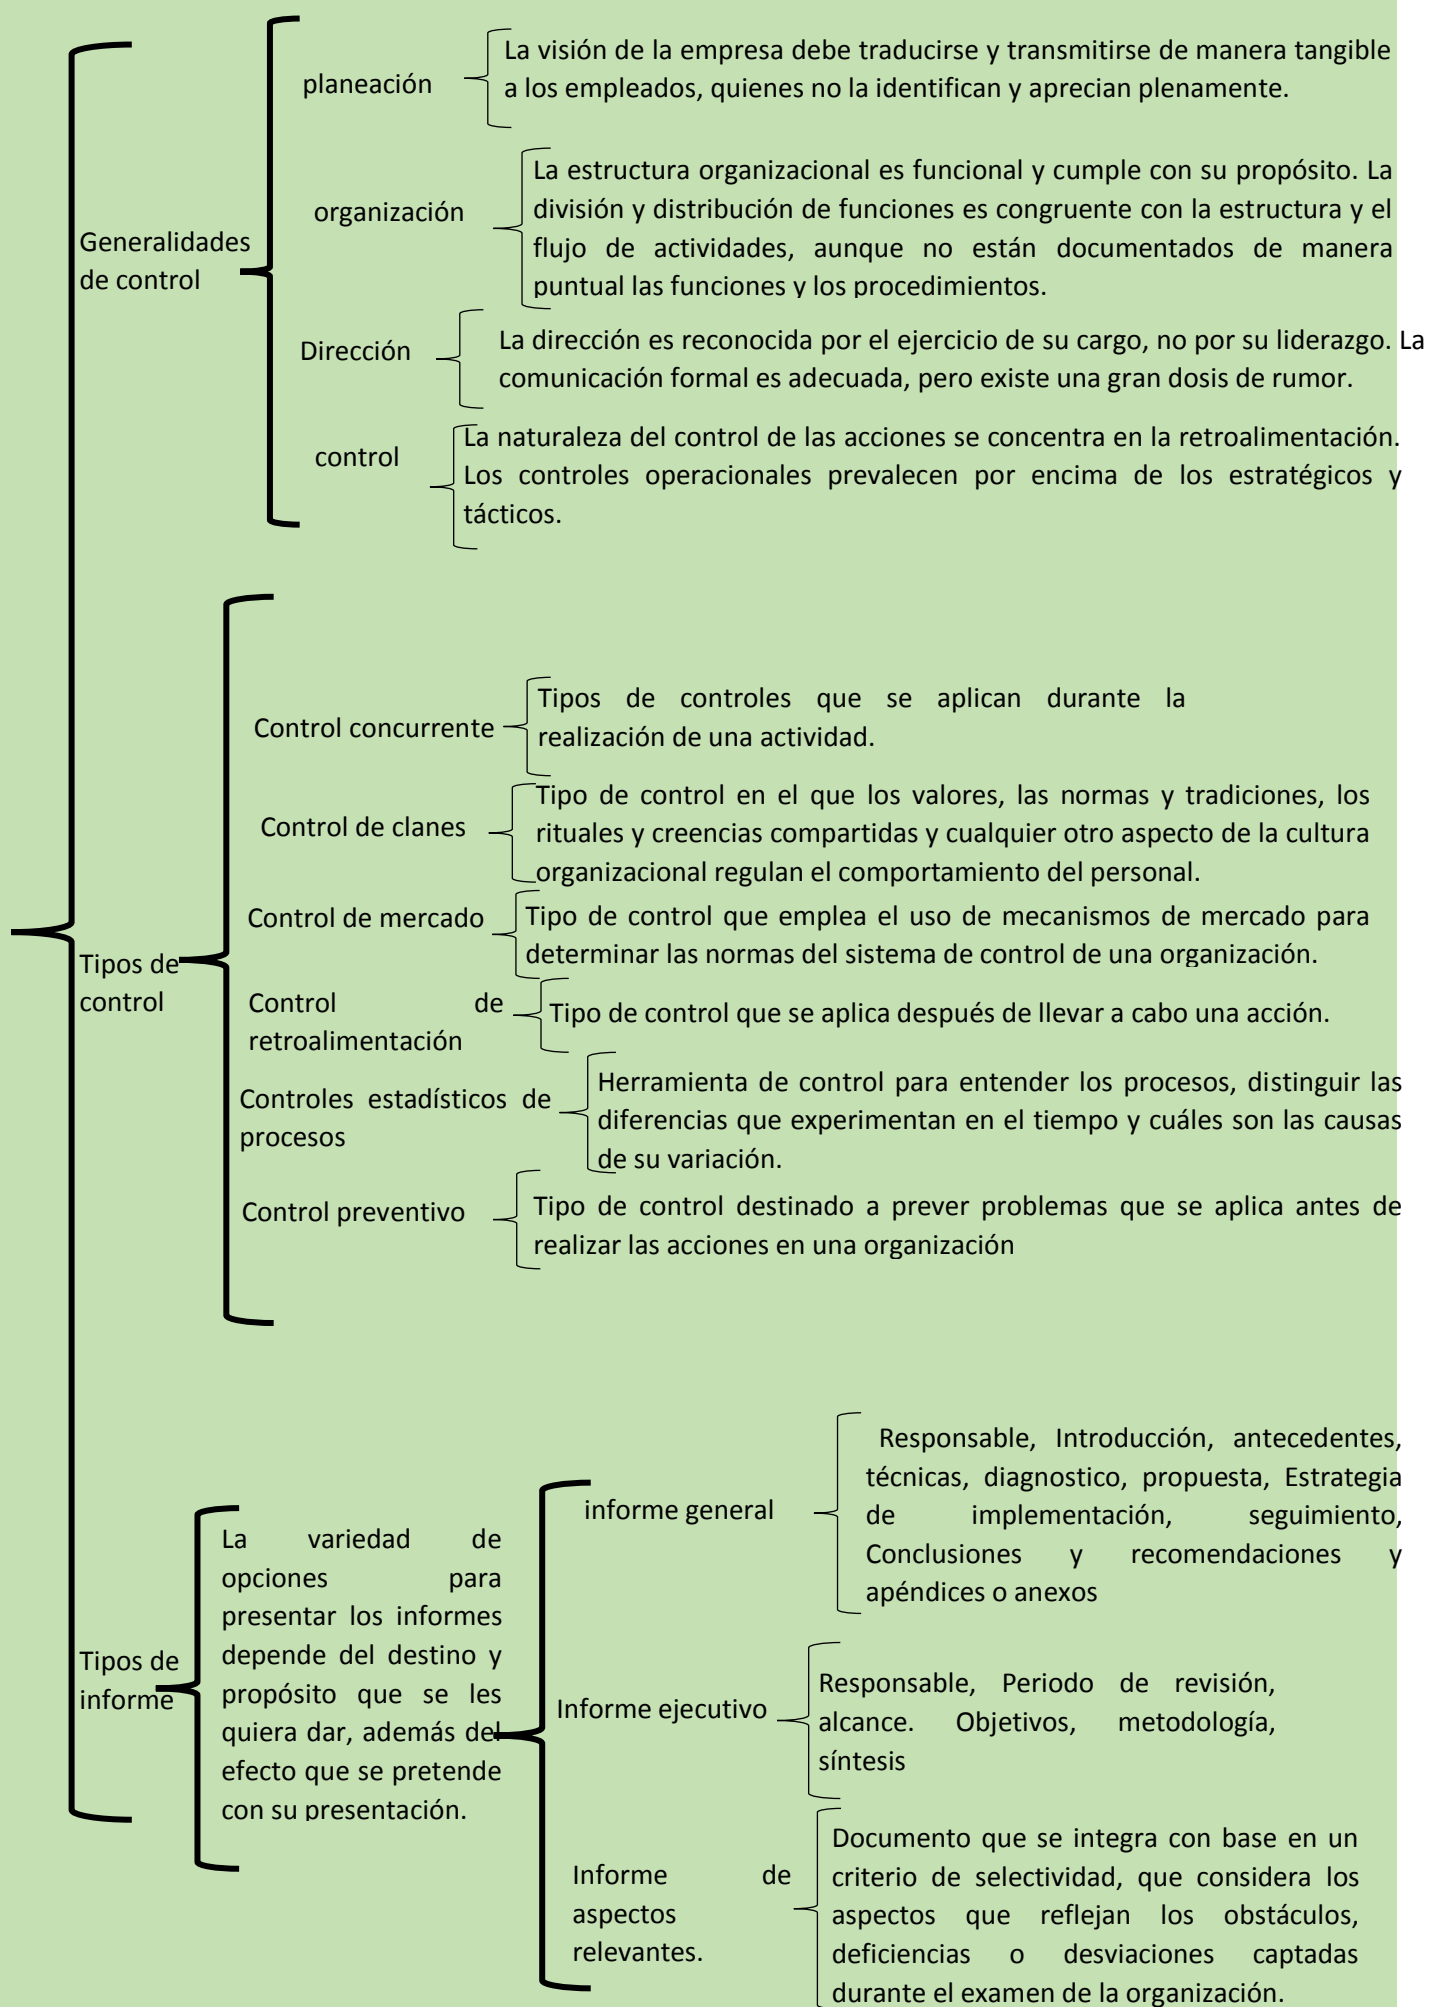 Generalidades
de control
planeación
La visión de la empresa debe traducirse y transmitirse de manera tangible
a los empleados, quienes no la identifican y aprecian plenamente.
organización
La estructura organizacional es funcional y cumple con su propósito. La
división y distribución de funciones es congruente con la estructura y el
flujo de actividades, aunque no están documentados de manera
puntual las funciones y los procedimientos.
Dirección
La dirección es reconocida por el ejercicio de su cargo, no por su liderazgo. La
comunicación formal es adecuada, pero existe una gran dosis de rumor.
control
La naturaleza del control de las acciones se concentra en la retroalimentación.
Los controles operacionales prevalecen por encima de los estratégicos y
tácticos.
Tipos de
control
Control concurrente
Tipos de controles que se aplican durante la
realización de una actividad.
Control de clanes
Tipo de control en el que los valores, las normas y tradiciones, los
rituales y creencias compartidas y cualquier otro aspecto de la cultura
organizacional regulan el comportamiento del personal.
Control de mercado
Tipo de control que emplea el uso de mecanismos de mercado para
determinar las normas del sistema de control de una organización.
Control de
retroalimentación
Tipo de control que se aplica después de llevar a cabo una acción.
Controles estadísticos de
procesos
Herramienta de control para entender los procesos, distinguir las
diferencias que experimentan en el tiempo y cuáles son las causas
de su variación.
Control preventivo
Tipo de control destinado a prever problemas que se aplica antes de
realizar las acciones en una organización
Tipos de
informe
La variedad de
opciones para
presentar los informes
depende del destino y
propósito que se les
quiera dar, además del
efecto que se pretende
con su presentación.
informe general
Responsable, Introducción, antecedentes,
técnicas, diagnostico, propuesta, Estrategia
de implementación, seguimiento,
Conclusiones y recomendaciones y
apéndices o anexos
Informe ejecutivo
Responsable, Periodo de revisión,
alcance. Objetivos, metodología,
síntesis
Informe de
aspectos
relevantes.
Documento que se integra con base en un
criterio de selectividad, que considera los
aspectos que reflejan los obstáculos,
deficiencias o desviaciones captadas
durante el examen de la organización.